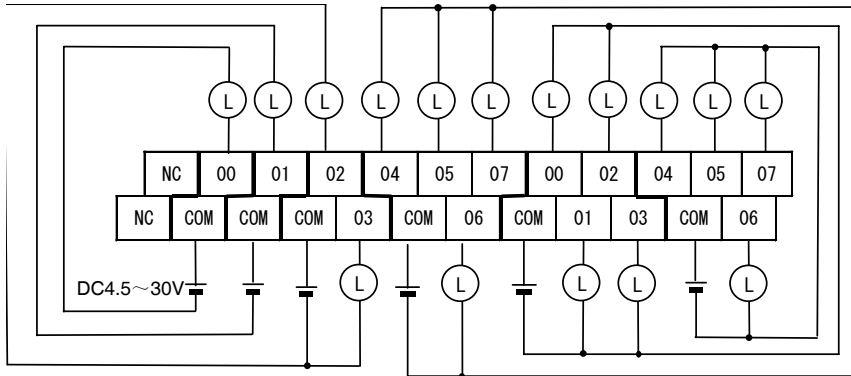 L L L L L L L L L L L
NC 00 01 02 04 05 07 00 02 04 05 07
NC COM COM COM 03 COM 06 COM 01 03 COM 06
DC4.5～30V L L L L L